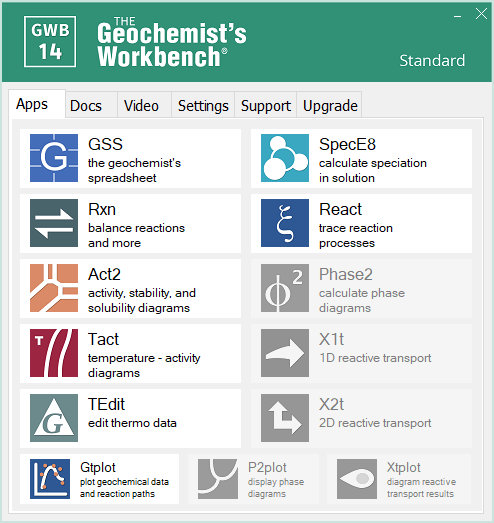 GWB
14
THE
Geochemist's
Workbench®
Standard
Apps Docs Video Settings Support Upgrade
G
GSS
the geochemist's
spreadsheet
SpecE8
calculate speciation
in solution
Rxn
balance reactions
and more
ξ
React
trace reaction
processes
Act2
activity, stability, and
solubility diagrams
ϕ²
Phase2
calculate phase
diagrams
T
Tact
temperature - activity
diagrams
X1t
1D reactive transport
G
TEdit
edit thermo data
X2t
2D reactive transport
Gtplot
plot geochemical data
and reaction paths
P2plot
display phase
diagrams
Xtplot
diagram reactive
transport results